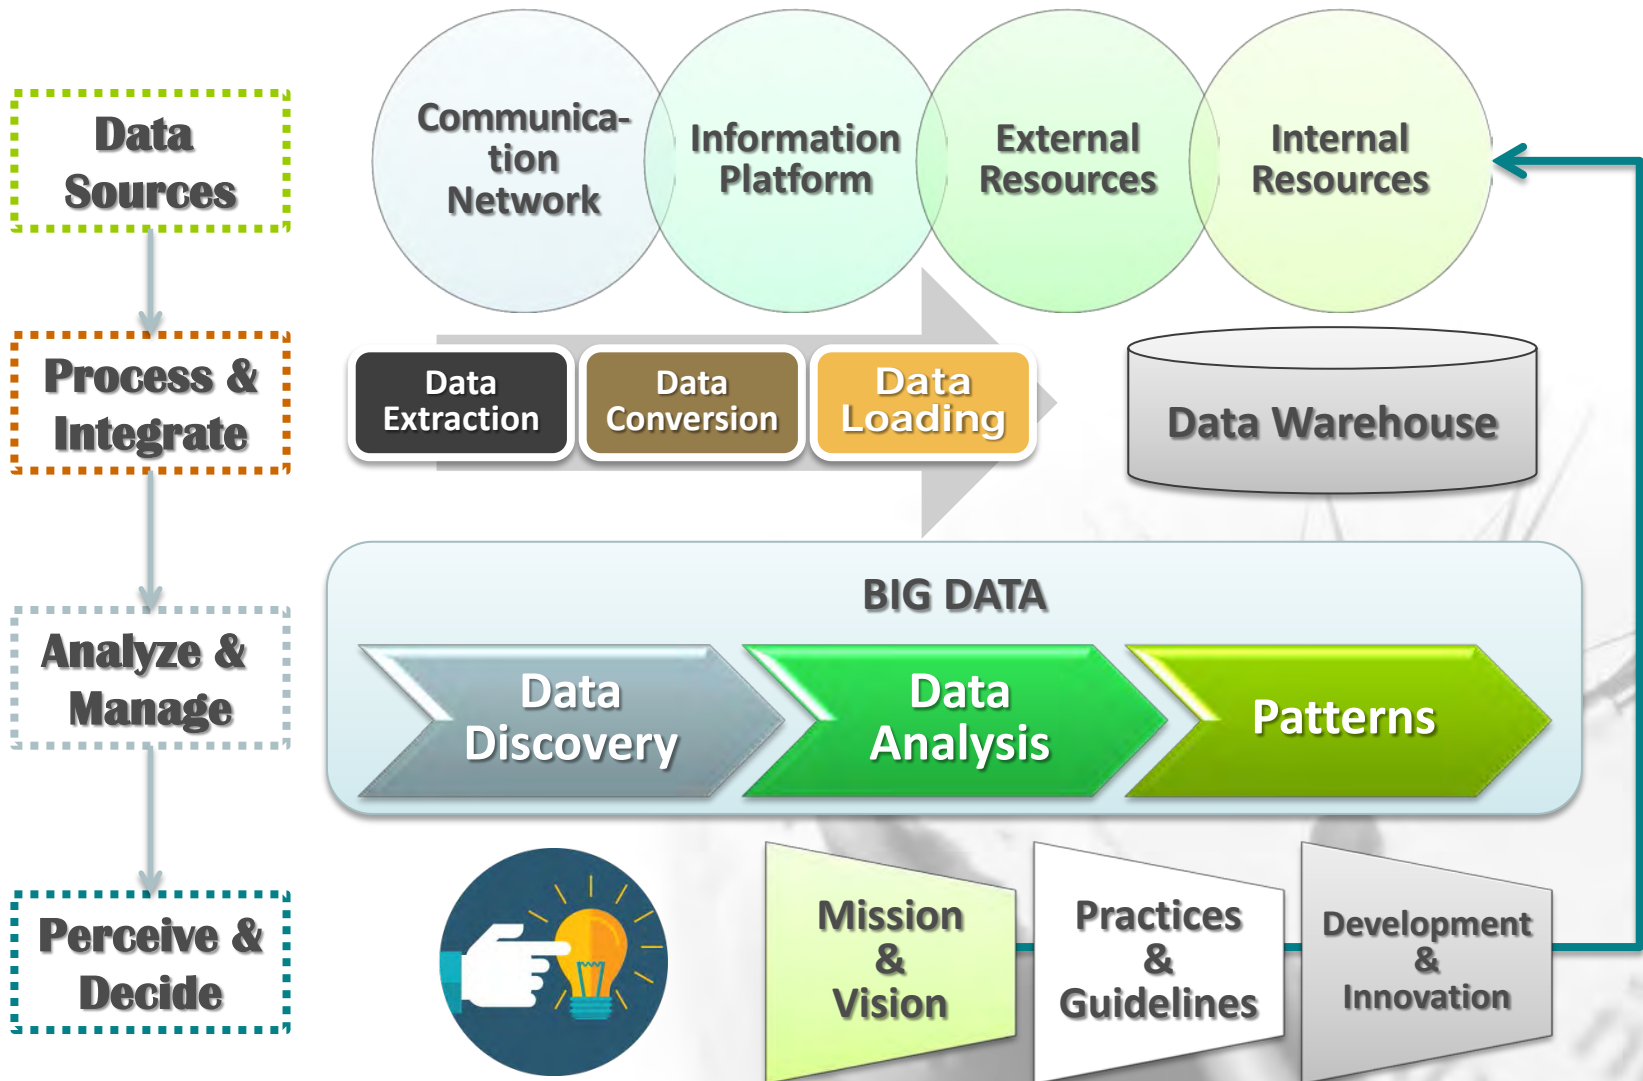 Data
Sources
Communica-
tion
Network
Information
Platform
External
Resources
Internal
Resources
Process &
Integrate
Data
Extraction
Data
Conversion
Data
Loading
Data Warehouse
Analyze &
Manage
BIG DATA
Data
Discovery
Data
Analysis
Patterns
Perceive &
Decide
Mission
&
Vision
Practices
&
Guidelines
Development
&
Innovation